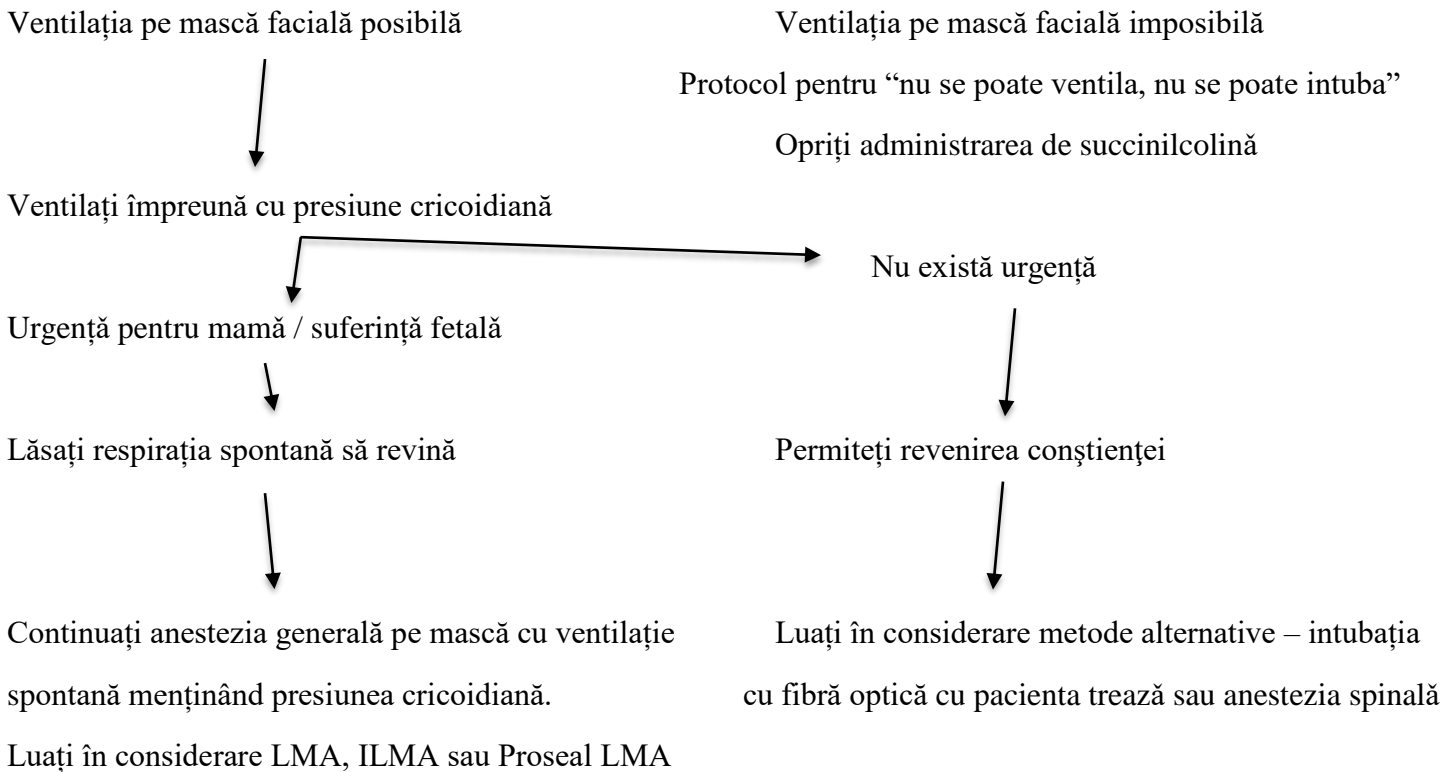 Ventilația pe mască facială posibilă
Ventilația pe mască facială imposibilă
Protocol pentru “nu se poate ventila, nu se poate intuba”
Opriți administrarea de succinilcolină
Ventilați împreună cu presiune cricoidiană
Nu există urgență
Urgență pentru mamă / suferință fetală
Lăsați respirația spontană să revină
Permiteți revenirea conştienţei
Continuați anestezia generală pe mască cu ventilație
spontană menținând presiunea cricoidiană.
Luați în considerare LMA, ILMA sau Proseal LMA
Luați în considerare metode alternative – intubația
cu fibră optică cu pacienta trează sau anestezia spinală